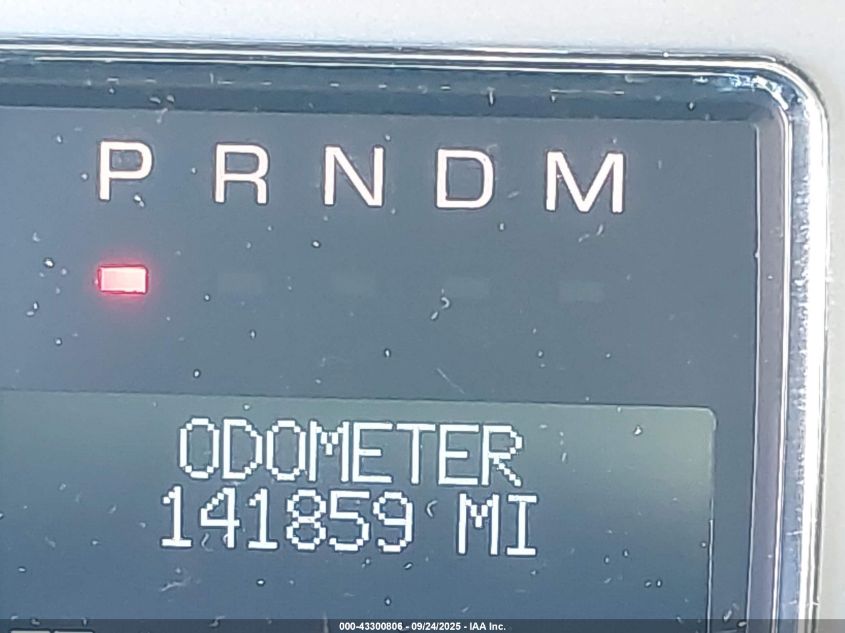 P R N D M
ODOMETER
141859 MI
000-43300806 - 09/24/2025 - IAA Inc.